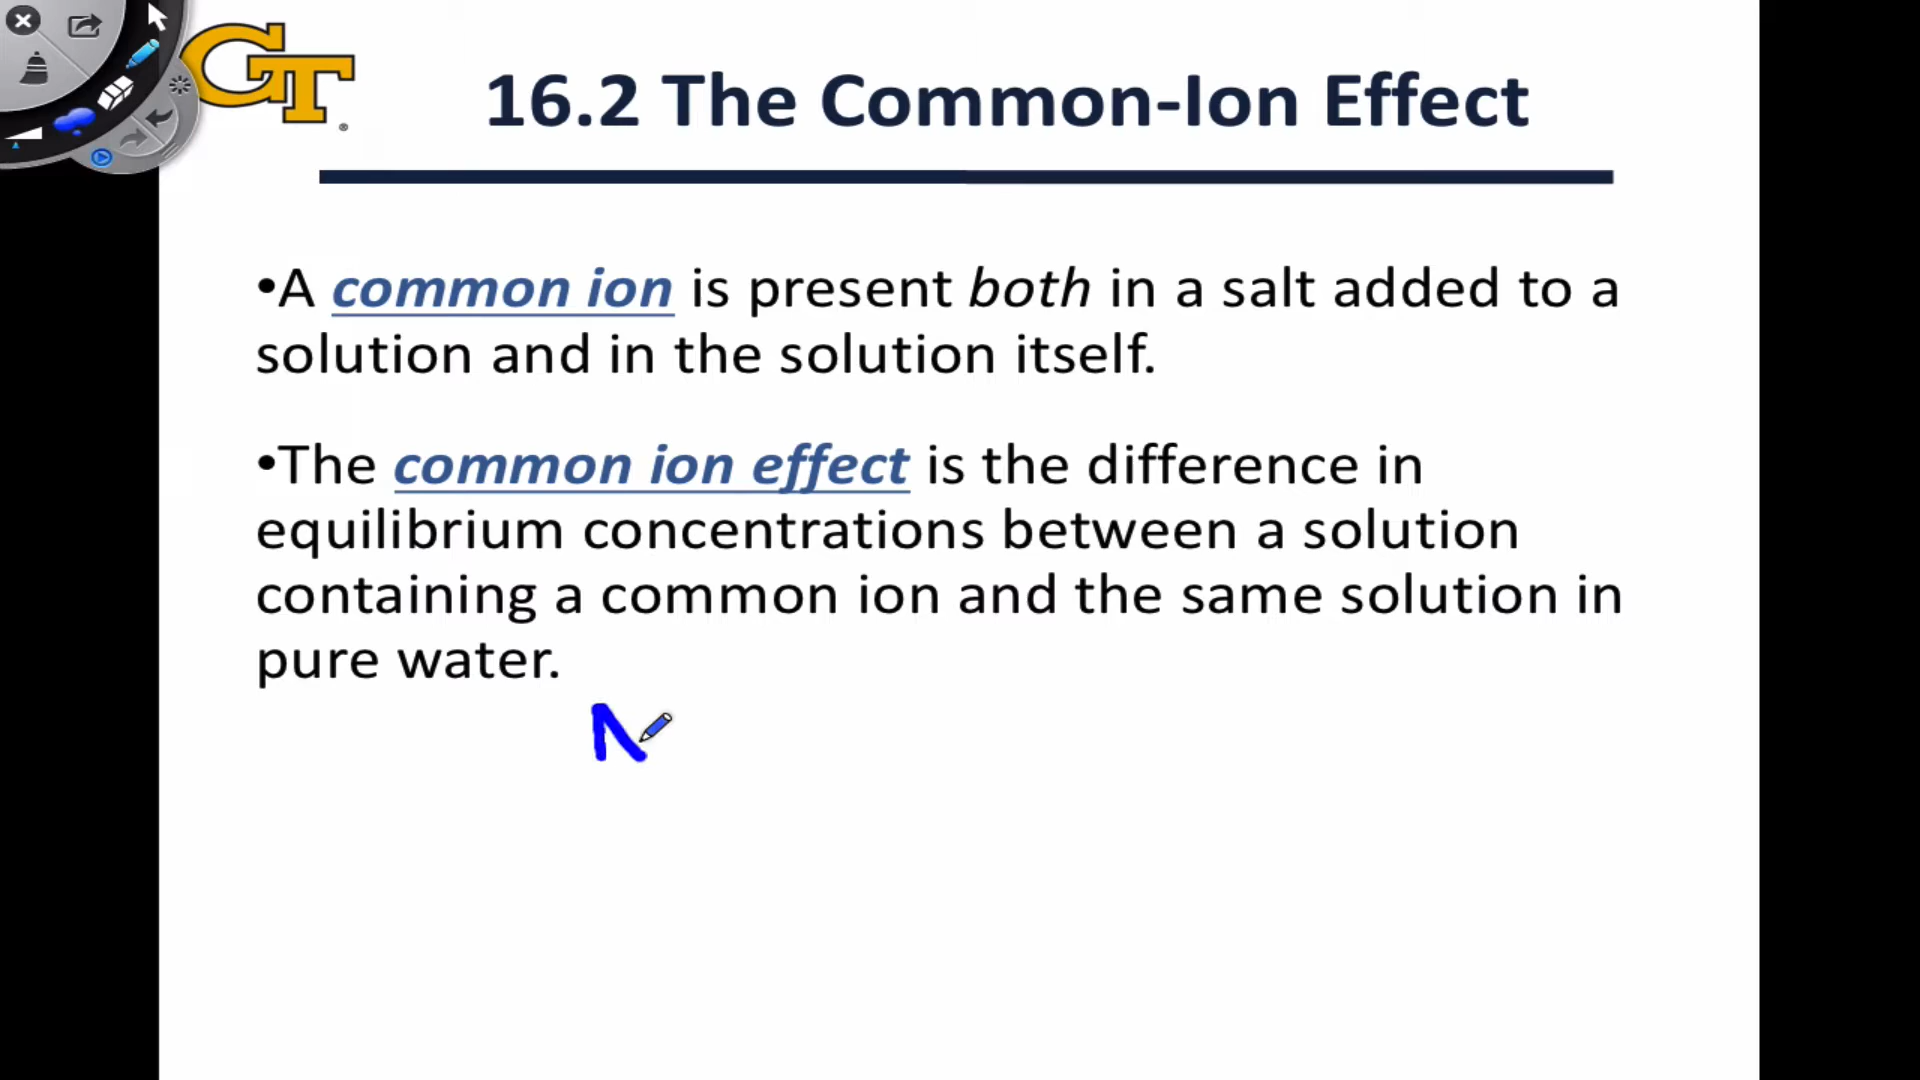 GT
®
16.2 The Common-Ion Effect
•A common ion is present both in a salt added to a
solution and in the solution itself.
•The common ion effect is the difference in
equilibrium concentrations between a solution
containing a common ion and the same solution in
pure water.